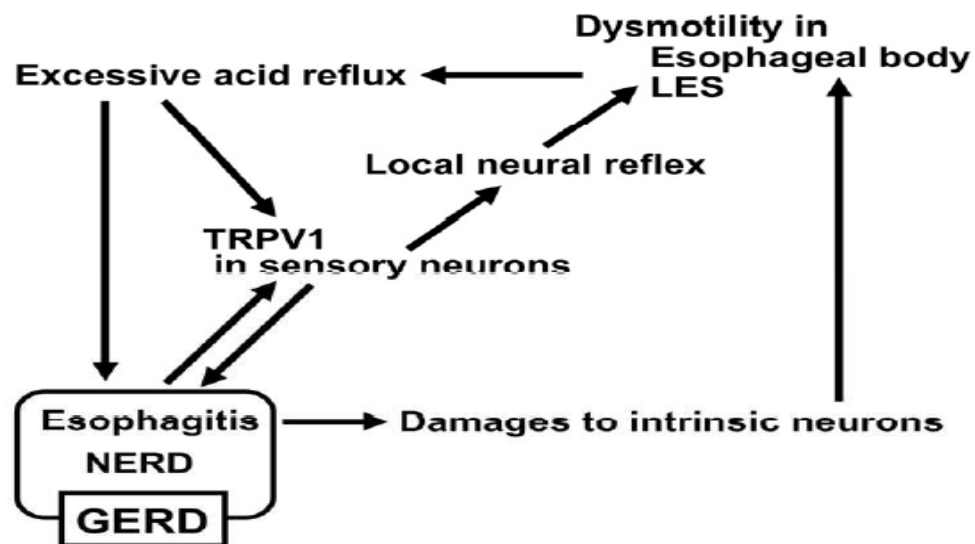 Dysmotility in
Esophageal body
LES
Excessive acid reflux
Local neural reflex
TRPV1
in sensory neurons
Esophagitis
NERD
GERD
Damages to intrinsic neurons